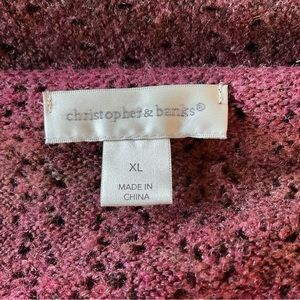 christopher & banks®
XL
MADE IN
CHINA